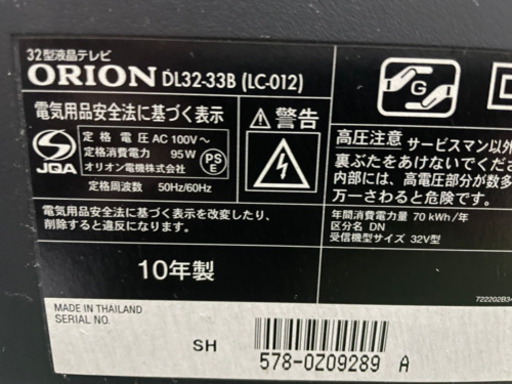 32型液晶テレビ
ORION DL32-33B (LC-012)
電気用品安全法に基づく表示
定格電圧 AC 100V～
定格消費電力 95W
オリオン電機株式会社
定格周波数 50Hz/60Hz
JQA
PS
E
電気用品安全法に基づく表示を改変したり、
削除すると違反になります。
警告
G
高圧注意 サービスマン以外
裏ぶたをあけないでくださ
内部には、高電圧部分が数多
万一さわると危険です。
年間消費電力量 70 kWh/年
区分名 DN
受信機型サイズ 32V型
10年製
722202B34
MADE IN THAILAND
SERIAL NO.
SH
578-0Z09289 A